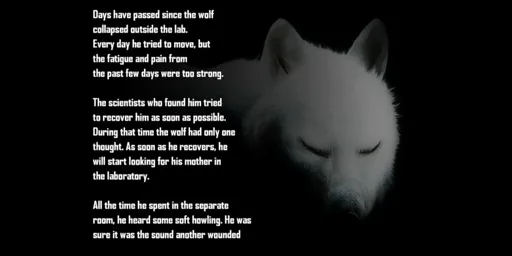 Days have passed since the wolf
collapsed outside the lab.
Every day he tried to move, but
the fatigue and pain from
the past few days were too strong.
The scientists who found him tried
to recover him as soon as possible.
During that time the wolf had only one
thought. As soon as he recovers, he
will start looking for his mother in
the laboratory.
All the time he spent in the separate
room, he heard some soft howling. He was
sure it was the sound another wounded